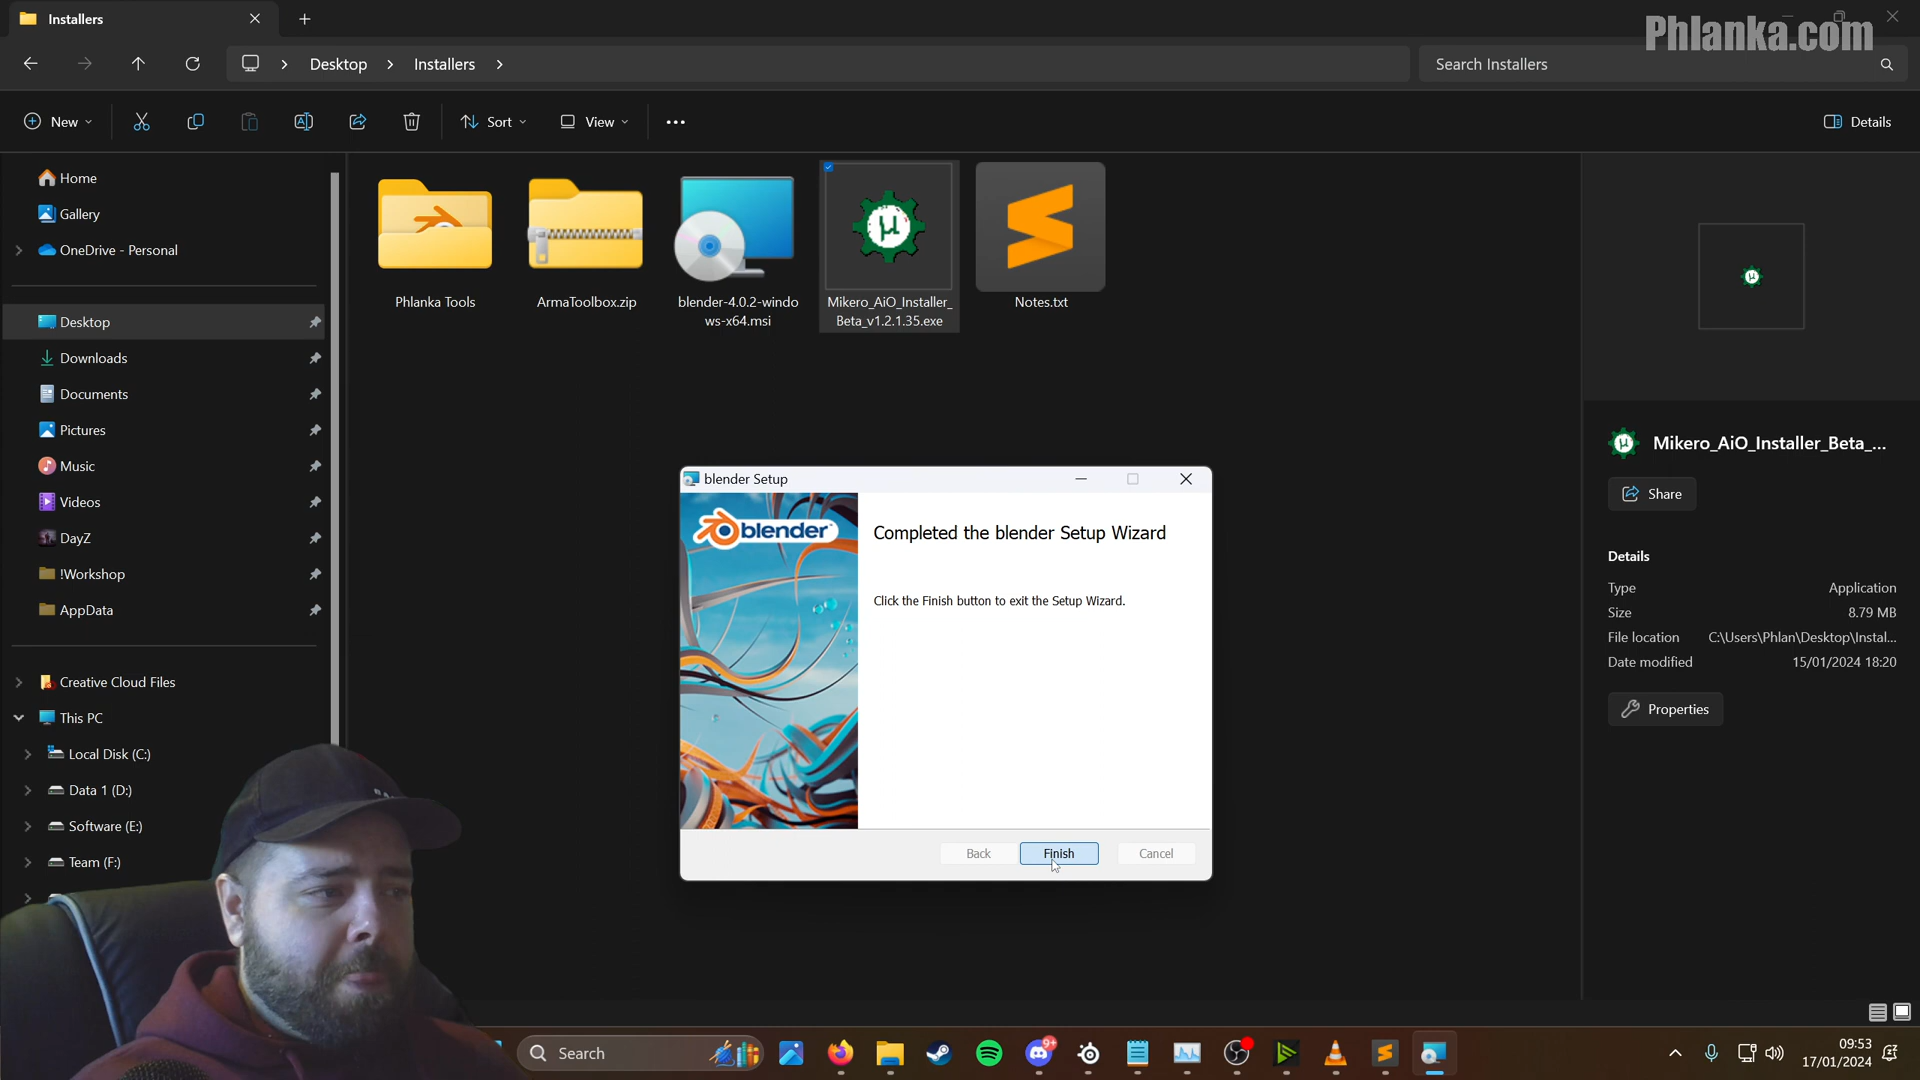 Installers
Phlanka.com
Desktop
Installers
Search Installers
New
Sort
View
Details
Home
Gallery
OneDrive - Personal
Desktop
Downloads
Documents
Pictures
Music
Videos
DayZ
!Workshop
AppData
Creative Cloud Files
This PC
Local Disk (C:)
Data 1 (D:)
Software (E:)
Team (F:)
Phlanka Tools
ArmaToolbox.zip
blender-4.0.2-windo
ws-x64.msi
Mikero_AiO_Installer_
Beta_v1.2.1.35.exe
Notes.txt
blender Setup
blender
Completed the blender Setup Wizard
Click the Finish button to exit the Setup Wizard.
Back
Finish
Cancel
Mikero_AiO_Installer_Beta_...
Share
Details
Type Application
Size 8.79 MB
File location C:\Users\Phlan\Desktop\Instal...
Date modified 15/01/2024 18:20
Properties
Search
9+
09:53
17/01/2024